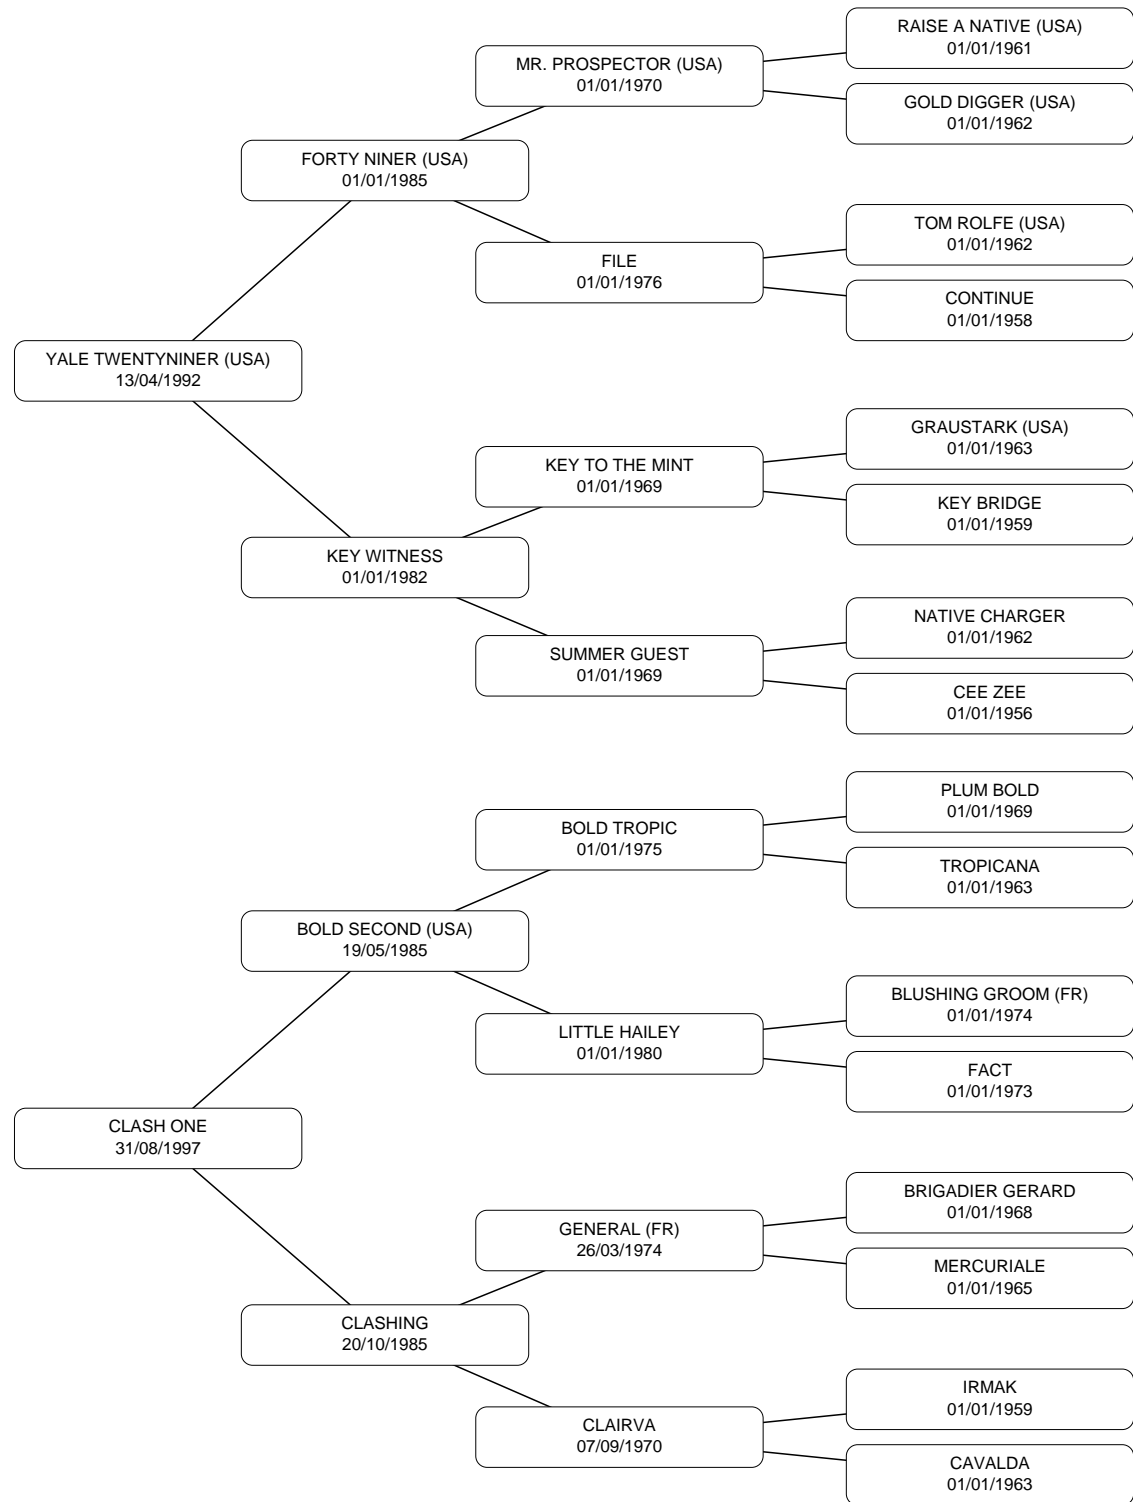 RAISE A NATIVE (USA)
01/01/1961
MR. PROSPECTOR (USA)
01/01/1970
GOLD DIGGER (USA)
01/01/1962
FORTY NINER (USA)
01/01/1985
TOM ROLFE (USA)
01/01/1962
FILE
01/01/1976
CONTINUE
01/01/1958
YALE TWENTYNINER (USA)
13/04/1992
GRAUSTARK (USA)
01/01/1963
KEY TO THE MINT
01/01/1969
KEY BRIDGE
01/01/1959
KEY WITNESS
01/01/1982
NATIVE CHARGER
01/01/1962
SUMMER GUEST
01/01/1969
CEE ZEE
01/01/1956
PLUM BOLD
01/01/1969
BOLD TROPIC
01/01/1975
TROPICANA
01/01/1963
BOLD SECOND (USA)
19/05/1985
BLUSHING GROOM (FR)
01/01/1974
LITTLE HAILEY
01/01/1980
FACT
01/01/1973
CLASH ONE
31/08/1997
BRIGADIER GERARD
01/01/1968
GENERAL (FR)
26/03/1974
MERCURIALE
01/01/1965
CLASHING
20/10/1985
IRMAK
01/01/1959
CLAIRVA
07/09/1970
CAVALDA
01/01/1963